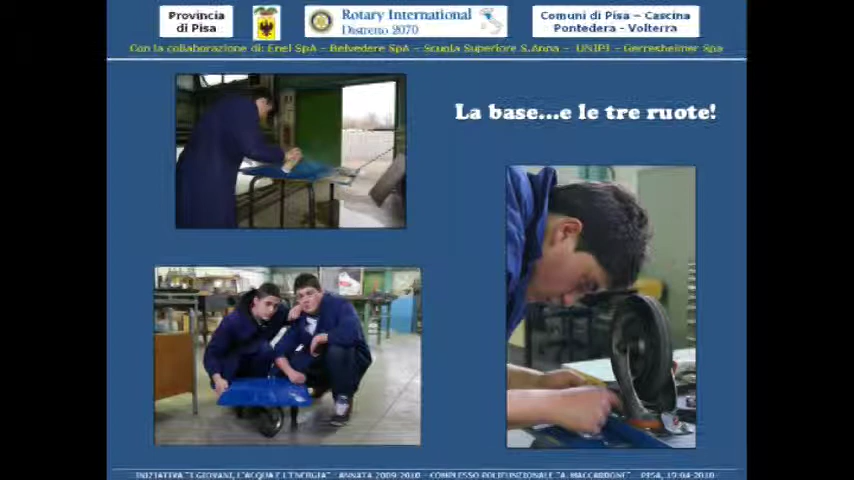 Provincia
di Pisa
Rotary International
Distretto 2070
Comuni di Pisa – Cascina
Pontedera - Volterra
Con la collaborazione di: Enel SpA – Belvedere SpA – Scuola Superiore S.Anna – UNIPI – Gerresheimer Spa
La base...e le tre ruote!
INIZIATIVA "I GIOVANI, L'ACQUA E L'ENERGIA" - ANNATA 2009-2010 - COMPLESSO POLIFUNZIONALE "A. MACCARRONE" - PISA, 19-04-2010